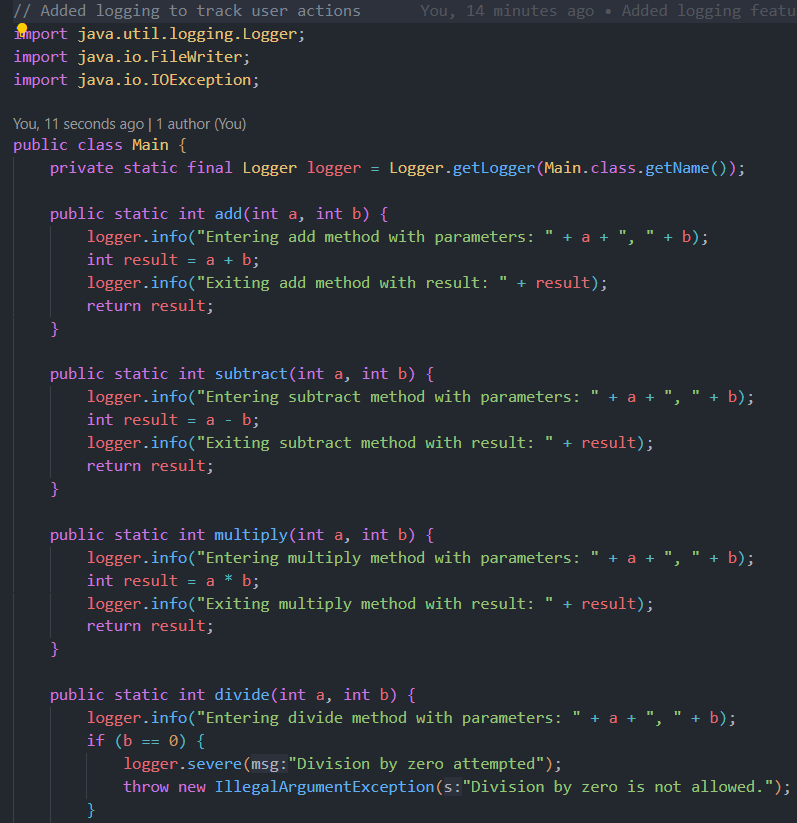 // Added logging to track user actions You, 14 minutes ago • Added logging featu
import java.util.logging.Logger;
import java.io.FileWriter;
import java.io.IOException;
You, 11 seconds ago | 1 author (You)
public class Main {
private static final Logger logger = Logger.getLogger(Main.class.getName());
public static int add(int a, int b) {
logger.info("Entering add method with parameters: " + a + ", " + b);
int result = a + b;
logger.info("Exiting add method with result: " + result);
return result;
}
public static int subtract(int a, int b) {
logger.info("Entering subtract method with parameters: " + a + ", " + b);
int result = a - b;
logger.info("Exiting subtract method with result: " + result);
return result;
}
public static int multiply(int a, int b) {
logger.info("Entering multiply method with parameters: " + a + ", " + b);
int result = a * b;
logger.info("Exiting multiply method with result: " + result);
return result;
}
public static int divide(int a, int b) {
logger.info("Entering divide method with parameters: " + a + ", " + b);
if (b == 0) {
logger.severe(msg:"Division by zero attempted");
throw new IllegalArgumentException(s:"Division by zero is not allowed.");
}